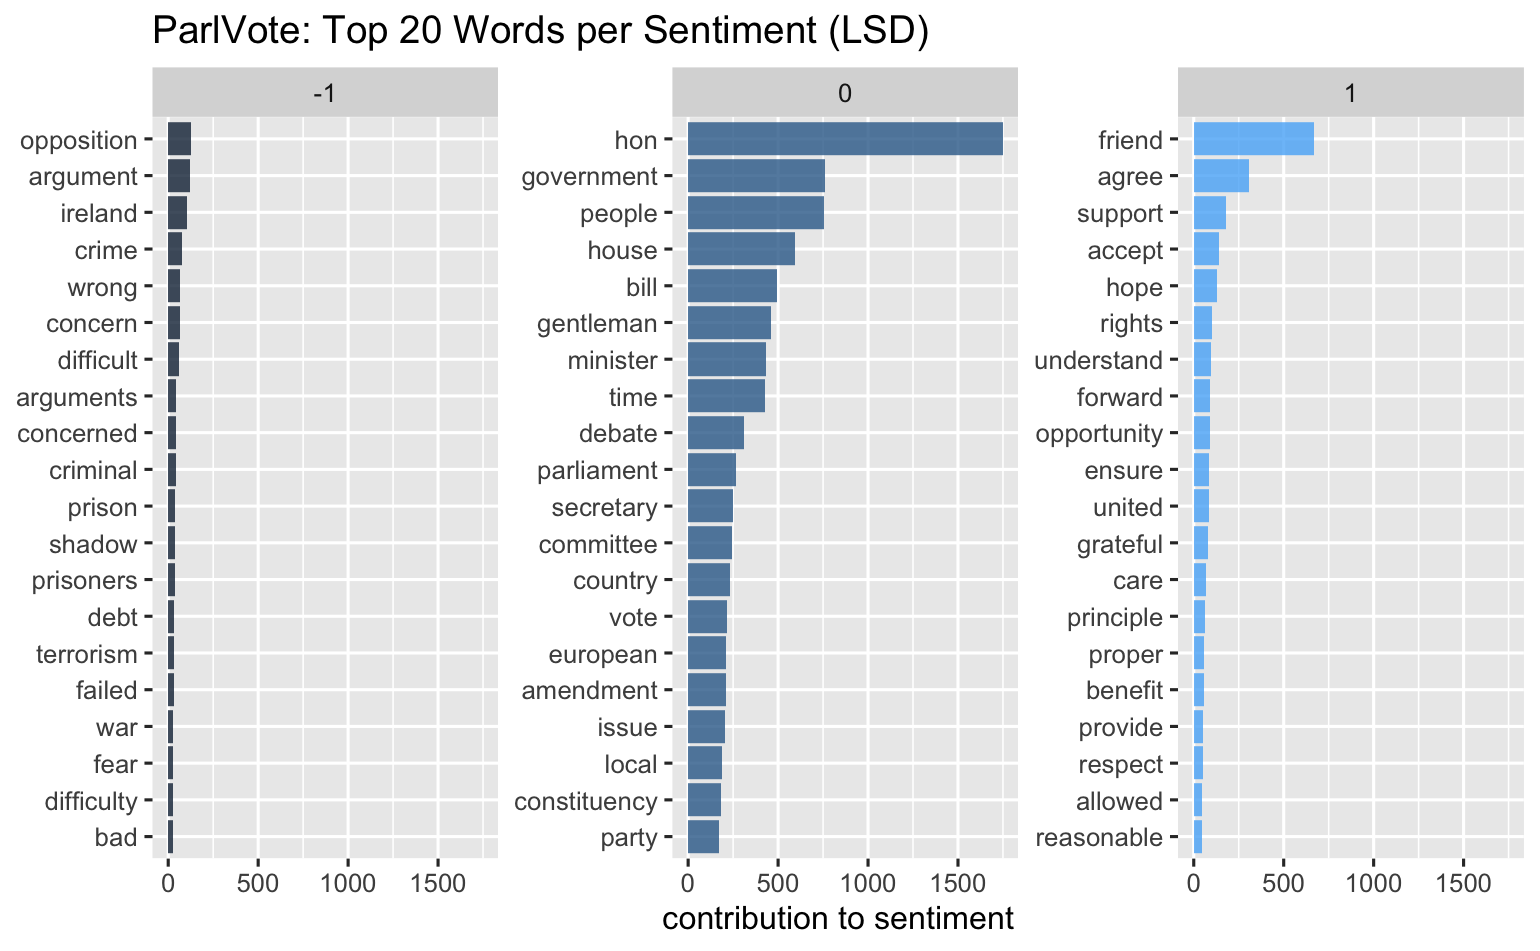 ParlVote: Top 20 Words per Sentiment (LSD)
-1
opposition
argument
ireland
crime
wrong
concern
difficult
arguments
concerned
criminal
prison
shadow
prisoners
debt
terrorism
failed
war
fear
difficulty
bad
0 500 1000 1500
0
hon
government
people
house
bill
gentleman
minister
time
debate
parliament
secretary
committee
country
vote
european
amendment
issue
local
constituency
party
0 500 1000 1500
1
friend
agree
support
accept
hope
rights
understand
forward
opportunity
ensure
united
grateful
care
principle
proper
benefit
provide
respect
allowed
reasonable
0 500 1000 1500
contribution to sentiment